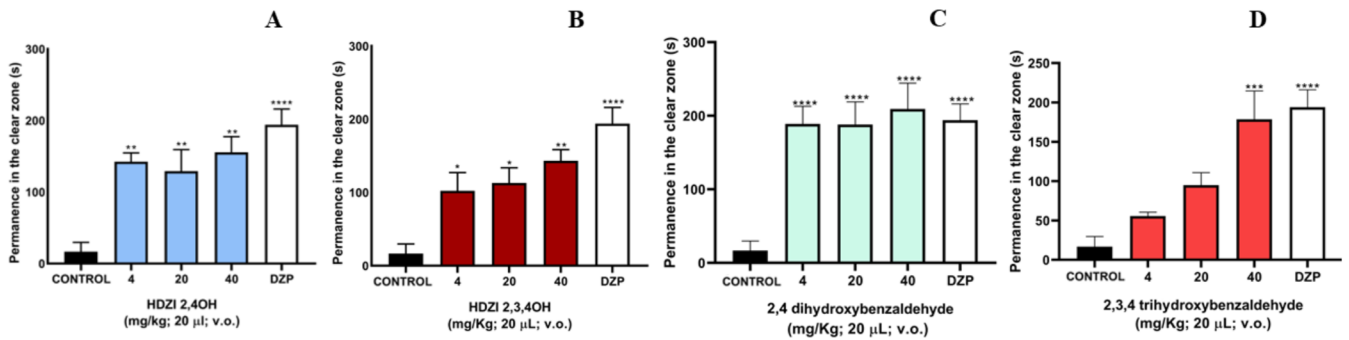 A
Permanence in the clear zone (s)
300
200
100
0
**
**
**
****
CONTROL 4 20 40 DZP
HDZI 2,4OH
(mg/kg; 20 µl; v.o.)
B
Permanence in the clear zone (s)
300
200
100
0
*
*
**
****
CONTROL 4 20 40 DZP
HDZI 2,3,4OH
(mg/Kg; 20 µL; v.o.)
C
Permanence in the clear zone (s)
300
200
100
0
****
****
****
****
CONTROL 4 20 40 DZP
2,4 dihydroxybenzaldehyde
(mg/Kg; 20 µL; v.o.)
D
Permanence in the clear zone (s)
250
200
150
100
50
0
***
****
CONTROL 4 20 40 DZP
2,3,4 trihydroxybenzaldehyde
(mg/Kg; 20 µL; v.o.)